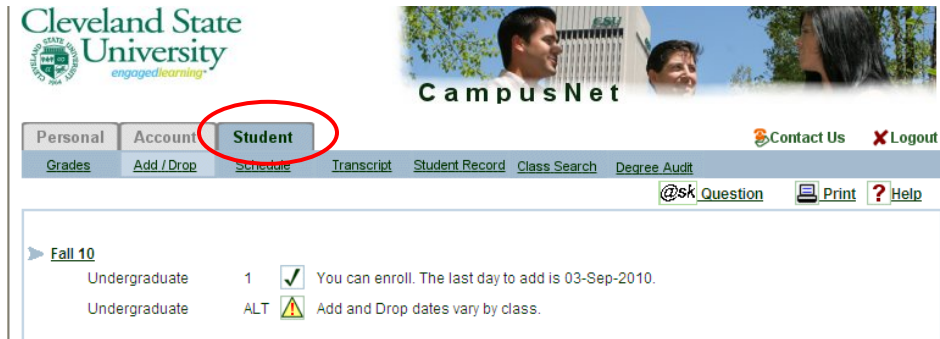 Cleveland State
University
engagedlearning
CampusNet
Personal Account Student
Contact Us Logout
Grades Add / Drop Schedule Transcript Student Record Class Search Degree Audit
@sk Question Print ? Help
Fall 10
Undergraduate 1 You can enroll. The last day to add is 03-Sep-2010.
Undergraduate ALT Add and Drop dates vary by class.